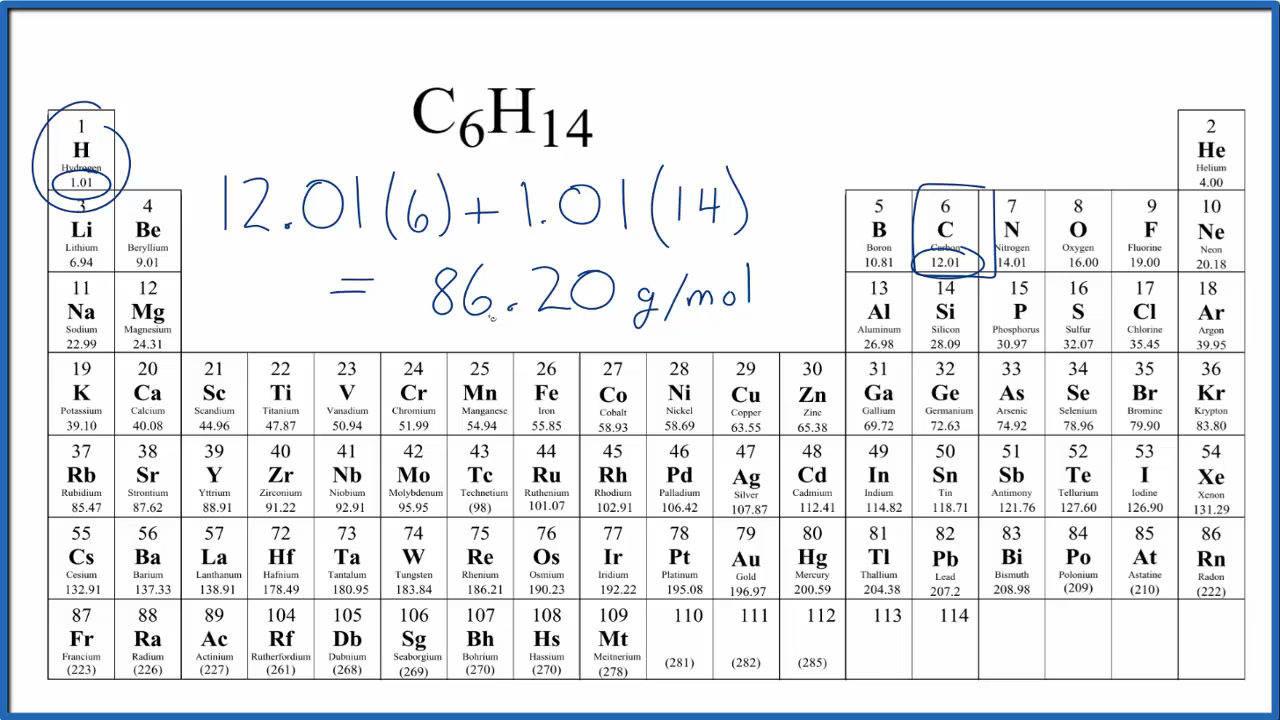 C6H14
12.01(6)+1.01(14)
= 86.20 g/mol
1 2
H He
Hydrogen Helium
1.01 4.00
3 4 5 6 7 8 9 10
Li Be B C N O F Ne
Lithium Beryllium Boron Carbon Nitrogen Oxygen Fluorine Neon
6.94 9.01 10.81 12.01 14.01 16.00 19.00 20.18
11 12 13 14 15 16 17 18
Na Mg Al Si P S Cl Ar
Sodium Magnesium Aluminum Silicon Phosphorus Sulfur Chlorine Argon
22.99 24.31 26.98 28.09 30.97 32.07 35.45 39.95
19 20 21 22 23 24 25 26 27 28 29 30 31 32 33 34 35 36
K Ca Sc Ti V Cr Mn Fe Co Ni Cu Zn Ga Ge As Se Br Kr
Potassium Calcium Scandium Titanium Vanadium Chromium Manganese Iron Cobalt Nickel Copper Zinc Gallium Germanium Arsenic Selenium Bromine Krypton
39.10 40.08 44.96 47.87 50.94 51.99 54.94 55.85 58.93 58.69 63.55 65.38 69.72 72.63 74.92 78.96 79.90 83.80
37 38 39 40 41 42 43 44 45 46 47 48 49 50 51 52 53 54
Rb Sr Y Zr Nb Mo Tc Ru Rh Pd Ag Cd In Sn Sb Te I Xe
Rubidium Strontium Yttrium Zirconium Niobium Molybdenum Technetium Ruthenium Rhodium Palladium Silver Cadmium Indium Tin Antimony Tellurium Iodine Xenon
85.47 87.62 88.91 91.22 92.91 95.95 (98) 101.07 102.91 106.42 107.87 112.41 114.82 118.71 121.76 127.60 126.90 131.29
55 56 57 72 73 74 75 76 77 78 79 80 81 82 83 84 85 86
Cs Ba La Hf Ta W Re Os Ir Pt Au Hg Tl Pb Bi Po At Rn
Cesium Barium Lanthanum Hafnium Tantalum Tungsten Rhenium Osmium Iridium Platinum Gold Mercury Thallium Lead Bismuth Polonium Astatine Radon
132.91 137.33 138.91 178.49 180.95 183.84 186.21 190.23 192.22 195.08 196.97 200.59 204.38 207.2 208.98 (209) (210) (222)
87 88 89 104 105 106 107 108 109 110 111 112 113 114
Fr Ra Ac Rf Db Sg Bh Hs Mt
Francium Radium Actinium Rutherfordium Dubnium Seaborgium Bohrium Hassium Meitnerium
(223) (226) (227) (261) (268) (269) (270) (270) (278) (281) (282) (285)